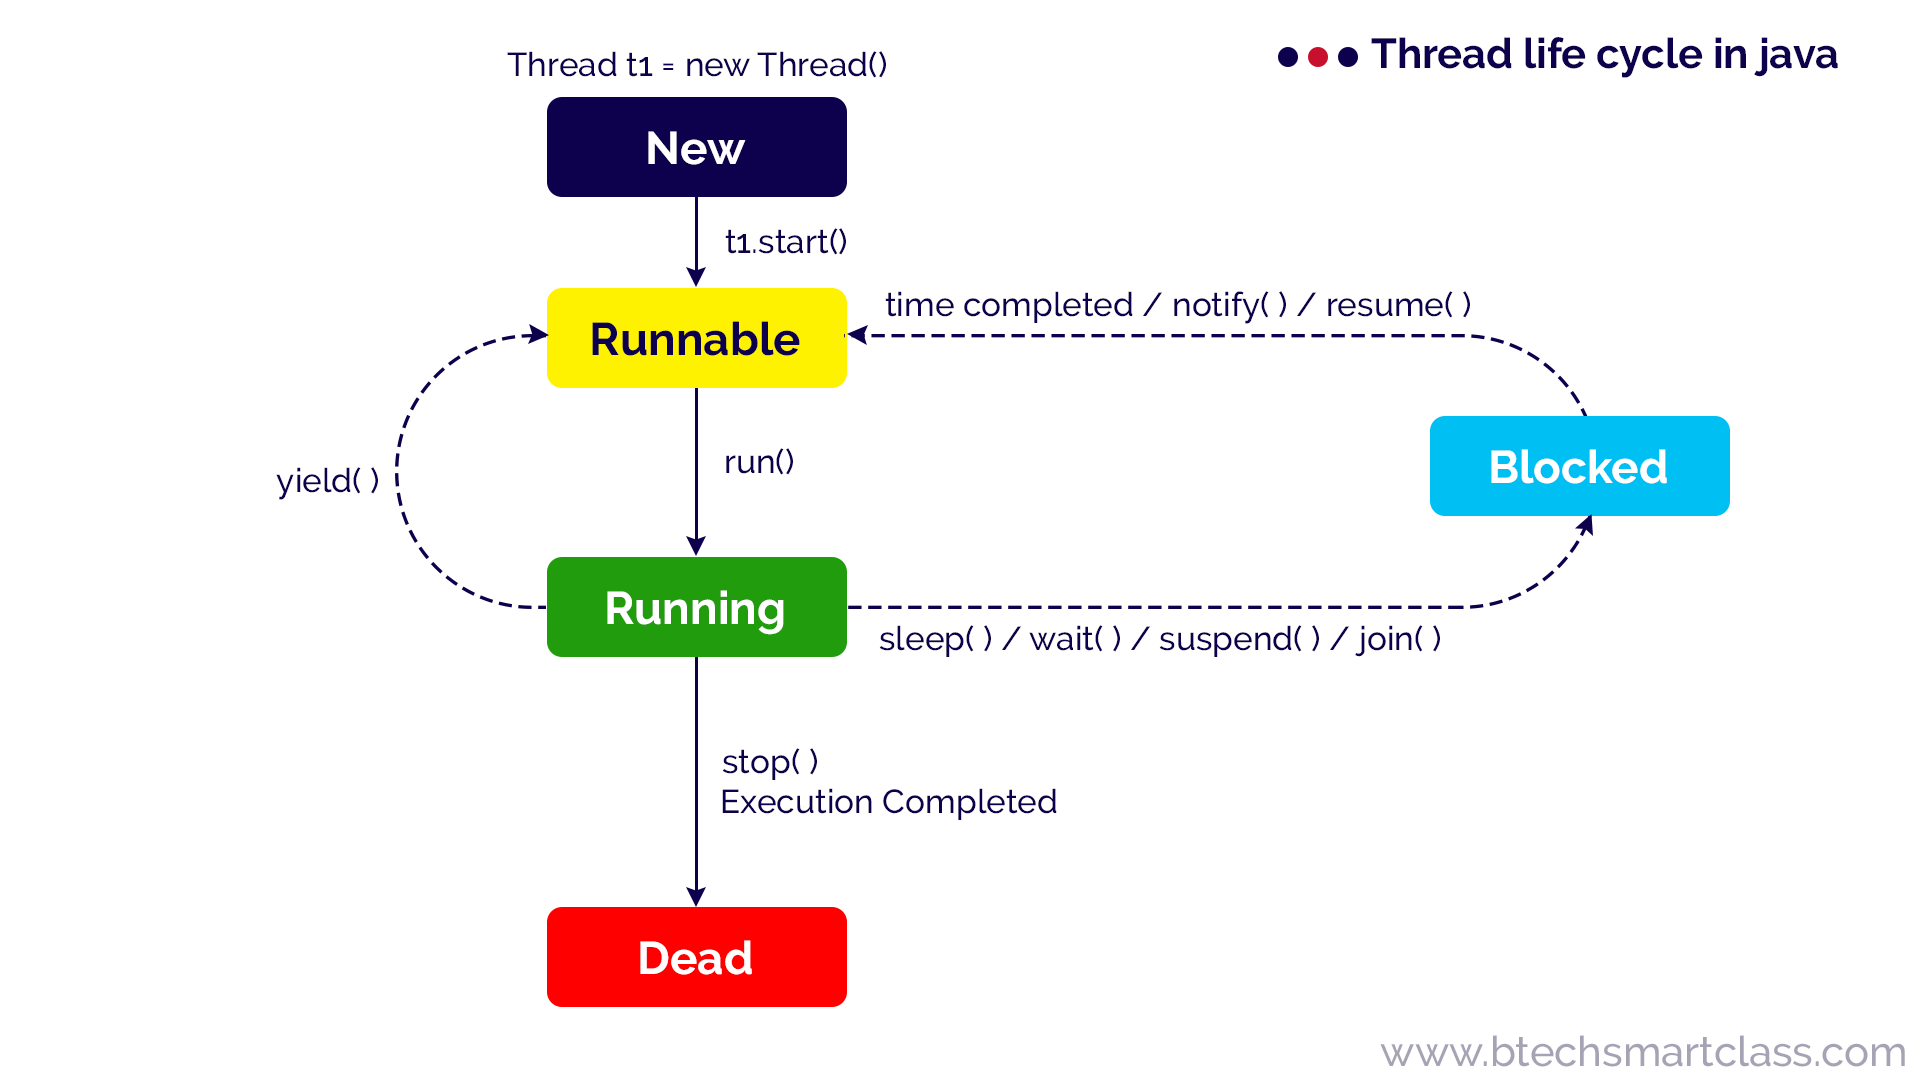 Thread life cycle in java
Thread t1 = new Thread()
New
t1.start()
time completed / notify( ) / resume( )
Runnable
run()
Blocked
yield( )
Running
sleep( ) / wait( ) / suspend( ) / join( )
stop( )
Execution Completed
Dead
www.btechsmartclass.com